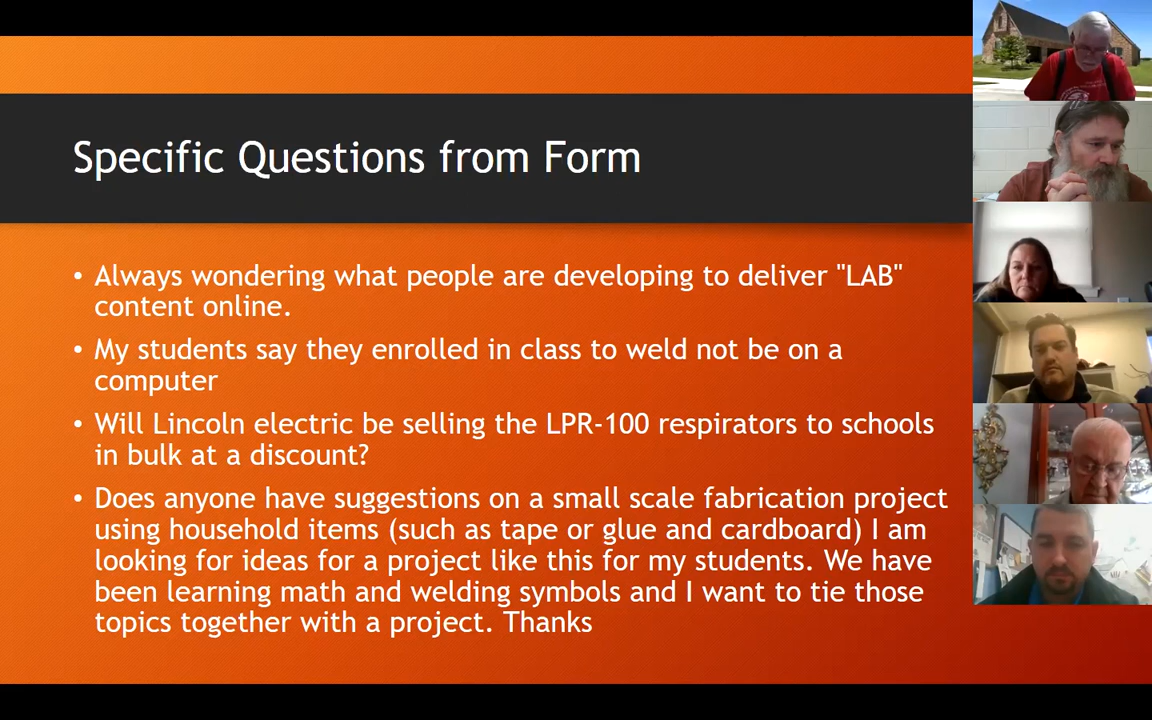 Specific Questions from Form
• Always wondering what people are developing to deliver "LAB"
content online.
• My students say they enrolled in class to weld not be on a
computer
• Will Lincoln electric be selling the LPR-100 respirators to schools
in bulk at a discount?
• Does anyone have suggestions on a small scale fabrication project
using household items (such as tape or glue and cardboard) I am
looking for ideas for a project like this for my students. We have
been learning math and welding symbols and I want to tie those
topics together with a project. Thanks